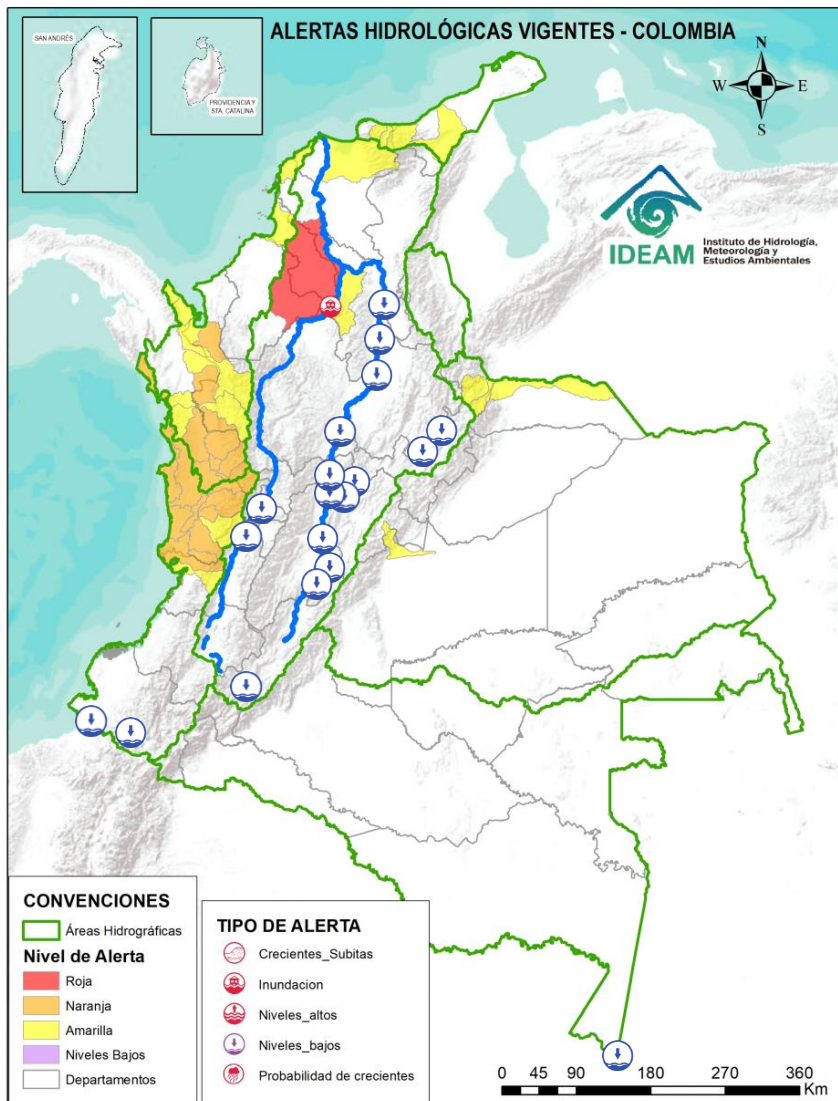 ALERTAS HIDROLÓGICAS VIGENTES - COLOMBIA
SAN ANDRÉS
PROVIDENCIA Y
STA. CATALINA
N
W
E
S
IDEAM
Instituto de Hidrología,
Meteorología y
Estudios Ambientales
CONVENCIONES
Áreas Hidrográficas
Nivel de Alerta
Roja
Naranja
Amarilla
Niveles Bajos
Departamentos
TIPO DE ALERTA
Crecientes_Subitas
Inundacion
Niveles_altos
Niveles_bajos
Probabilidad de crecientes
0 45 90 180 270 360
Km